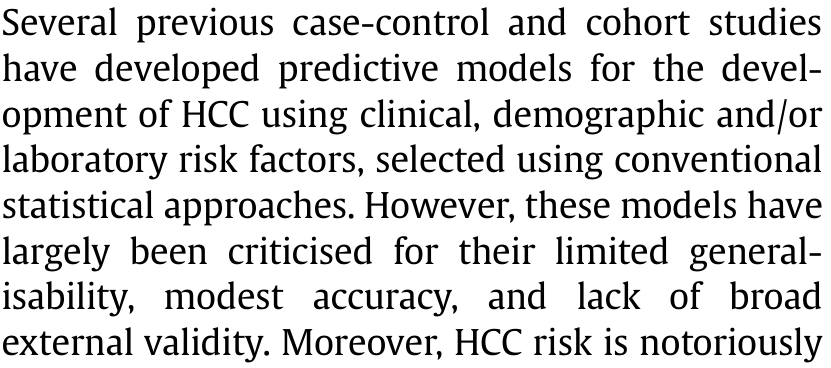 Several previous case-control and cohort studies
have developed predictive models for the devel-
opment of HCC using clinical, demographic and/or
laboratory risk factors, selected using conventional
statistical approaches. However, these models have
largely been criticised for their limited general-
isability, modest accuracy, and lack of broad
external validity. Moreover, HCC risk is notoriously